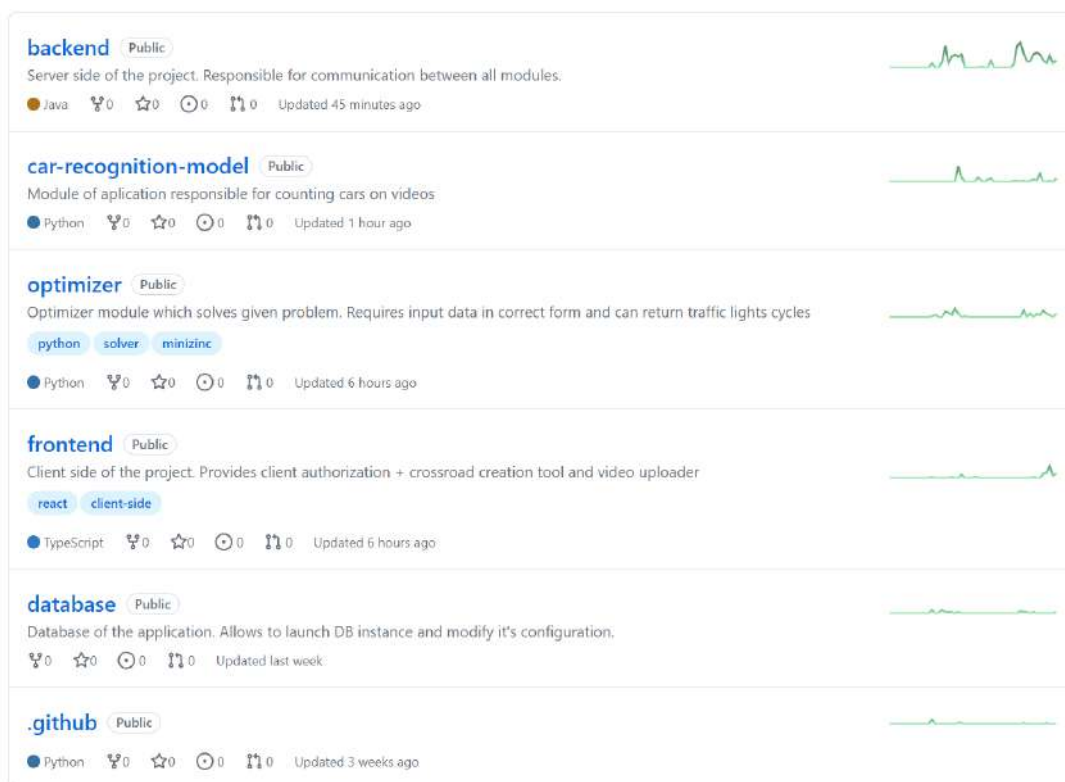 backend Public
Server side of the project. Responsible for communication between all modules.
Java 0 0 0 0 Updated 45 minutes ago
car-recognition-model Public
Module of aplication responsible for counting cars on videos
Python 0 0 0 0 Updated 1 hour ago
optimizer Public
Optimizer module which solves given problem. Requires input data in correct form and can return traffic lights cycles
python solver minizinc
Python 0 0 0 0 Updated 6 hours ago
frontend Public
Client side of the project. Provides client authorization + crossroad creation tool and video uploader
react client-side
TypeScript 0 0 0 0 Updated 6 hours ago
database Public
Database of the application. Allows to launch DB instance and modify it's configuration.
0 0 0 0 Updated last week
.github Public
Python 0 0 0 0 Updated 3 weeks ago